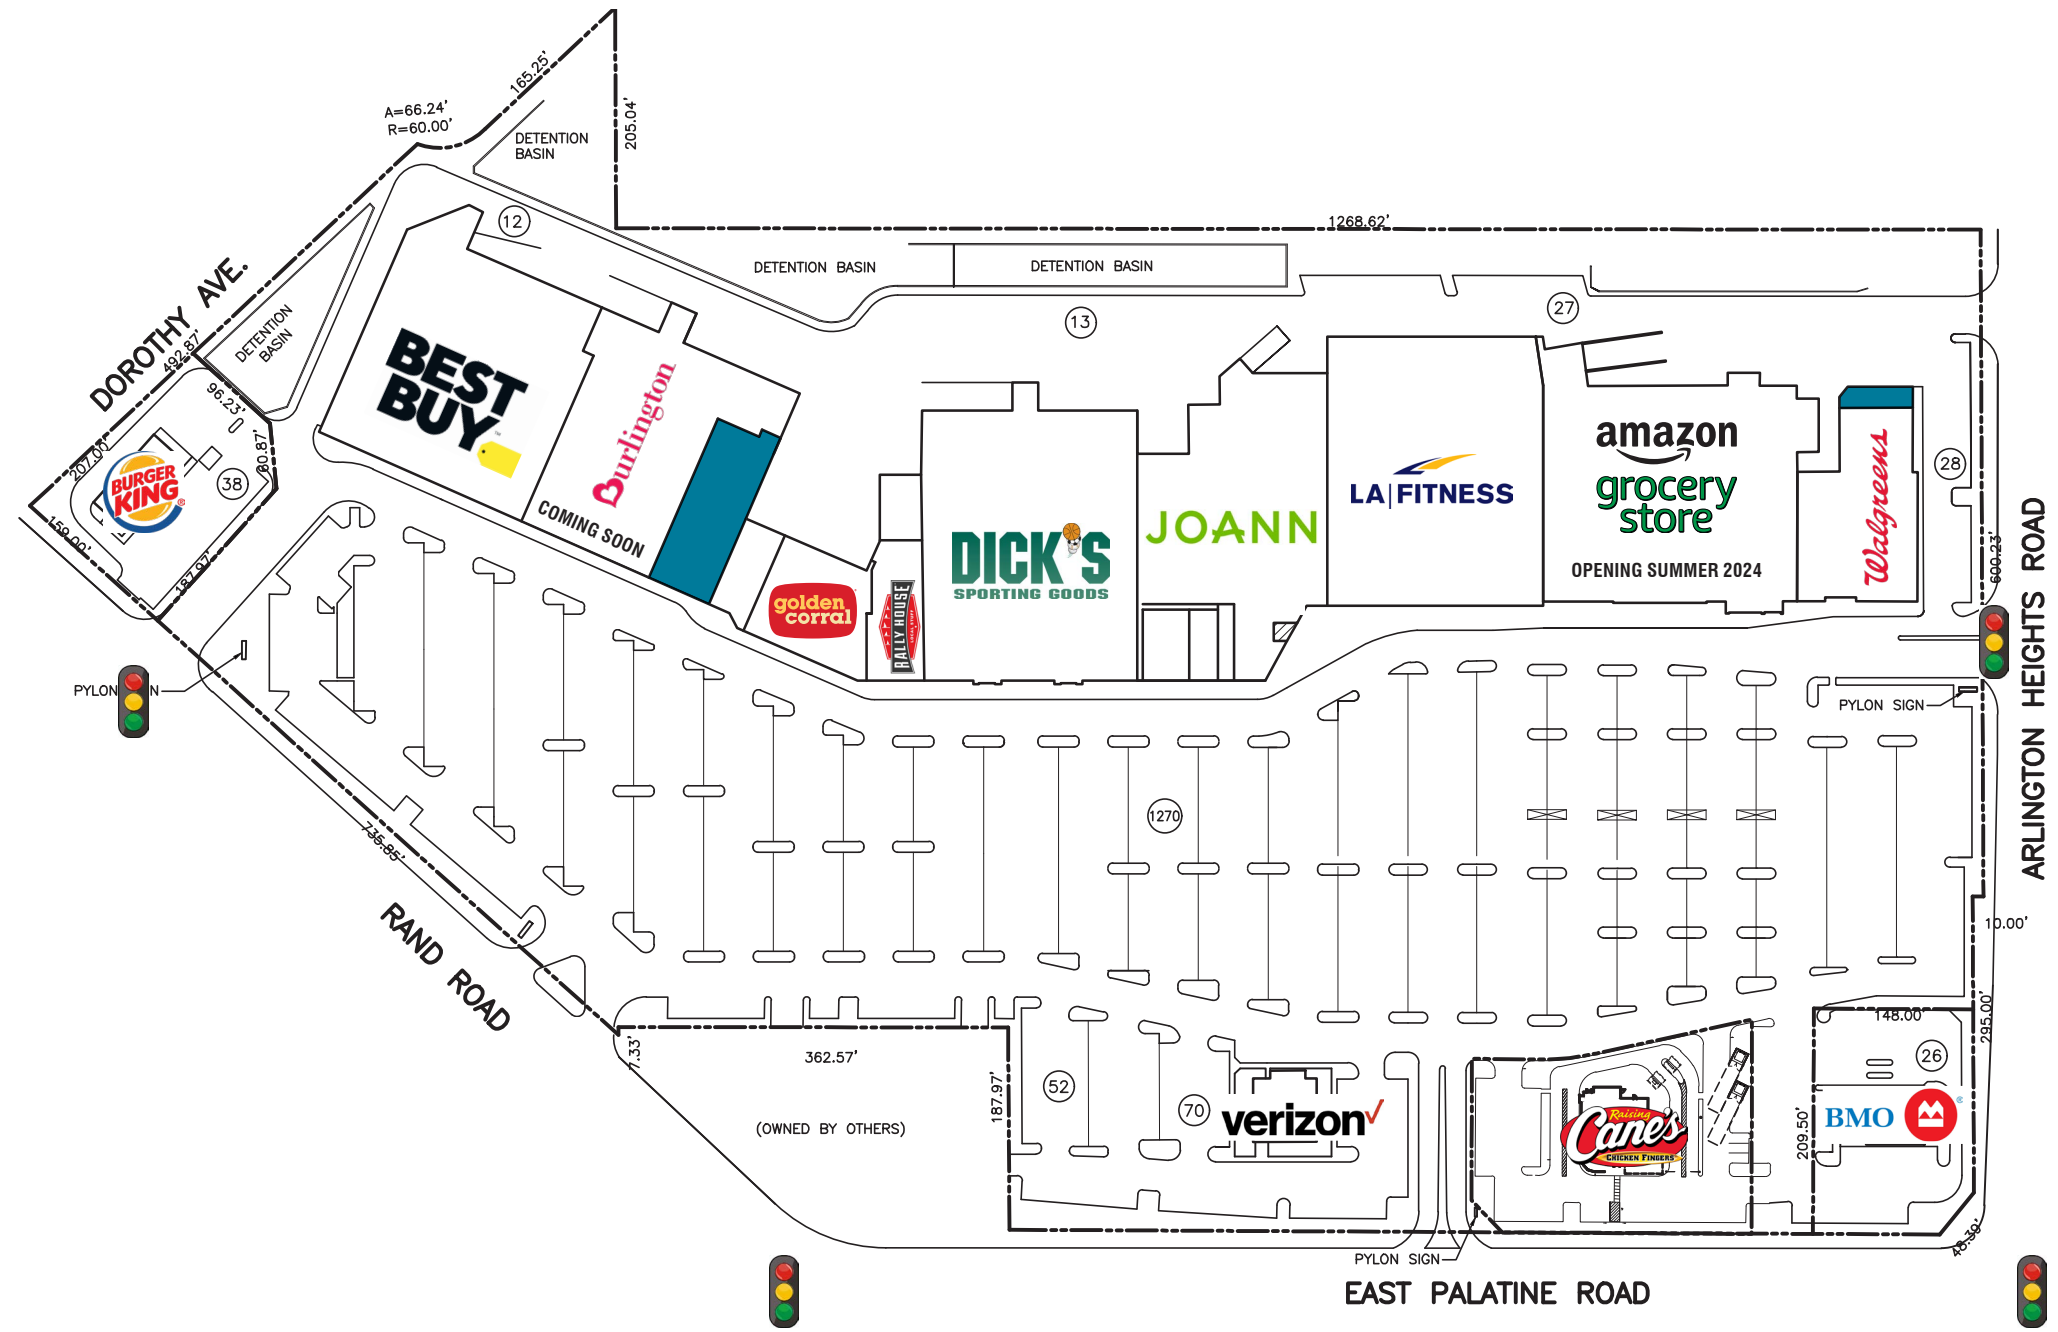 165.25'
A=66.24'
R=60.00'
205.04'
DETENTION
BASIN
12
1268.62'
DETENTION BASIN
DETENTION BASIN
DOROTHY AVE.
492.87'
DETENTION
BASIN
13
27
BEST
BUY
Burlington
COMING SOON
96.23'
60.87'
207.00'
BURGER
KING
®
38
159.00'
187.97'
golden
corral
RALLY HOUSE
DICK'S
SPORTING GOODS
JOANN
LA FITNESS
amazon
grocery
store
OPENING SUMMER 2024
Walgreens
28
600.23'
ARLINGTON HEIGHTS ROAD
PYLON
N
PYLON SIGN
735.85'
1270
RAND ROAD
10.00'
7.33'
362.57'
(OWNED BY OTHERS)
187.97'
52
70
verizon
Raising
Cane's
CHICKEN FINGERS
148.00
295.00'
26
209.50'
BMO
®
48.39'
PYLON SIGN
EAST PALATINE ROAD